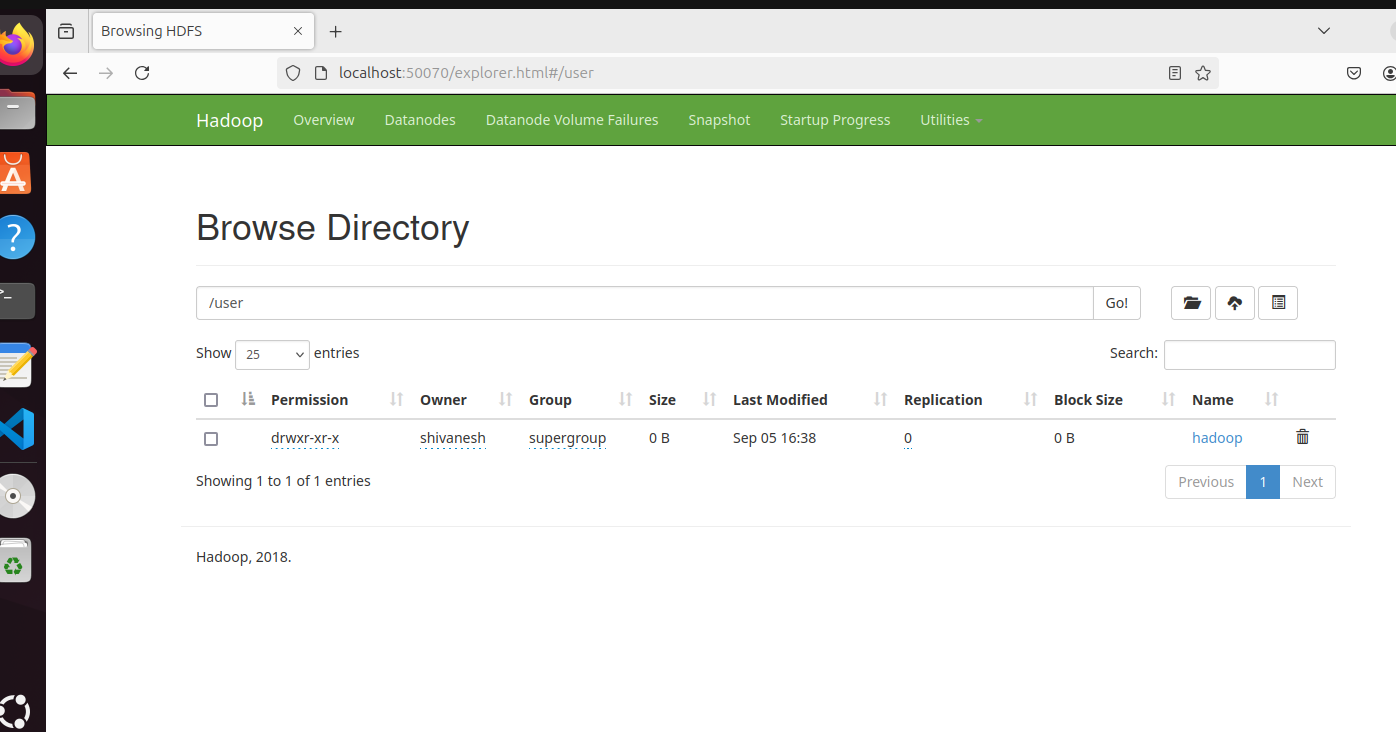 Browsing HDFS
localhost:50070/explorer.html#/user
Hadoop Overview Datanodes Datanode Volume Failures Snapshot Startup Progress Utilities
Browse Directory
/user Go!
Show 25 entries Search:
Permission Owner Group Size Last Modified Replication Block Size Name
drwxr-xr-x shivanesh supergroup 0 B Sep 05 16:38 0 0 B hadoop
Showing 1 to 1 of 1 entries Previous 1 Next
Hadoop, 2018.